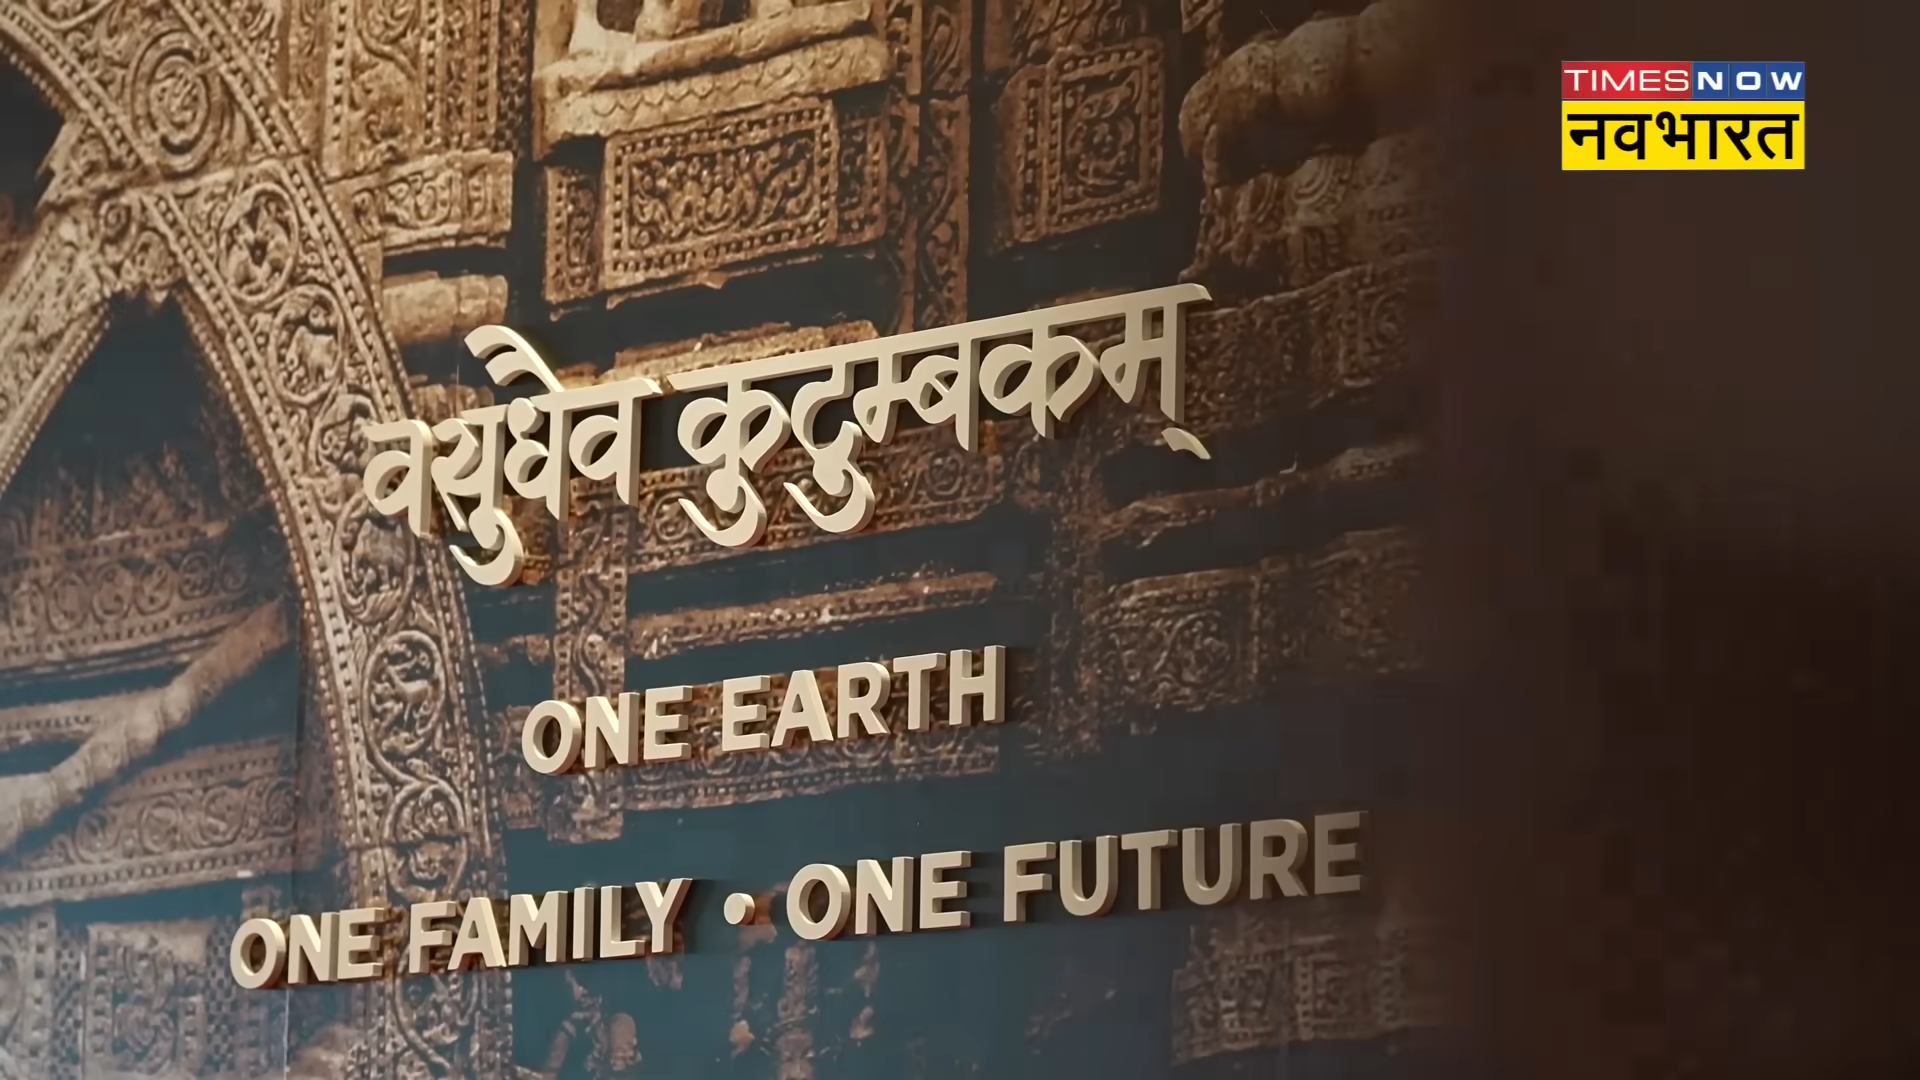 TIMES NOW
नवभारत
वसुधैव कुटुम्बकम्
ONE EARTH
ONE FAMILY • ONE FUTURE